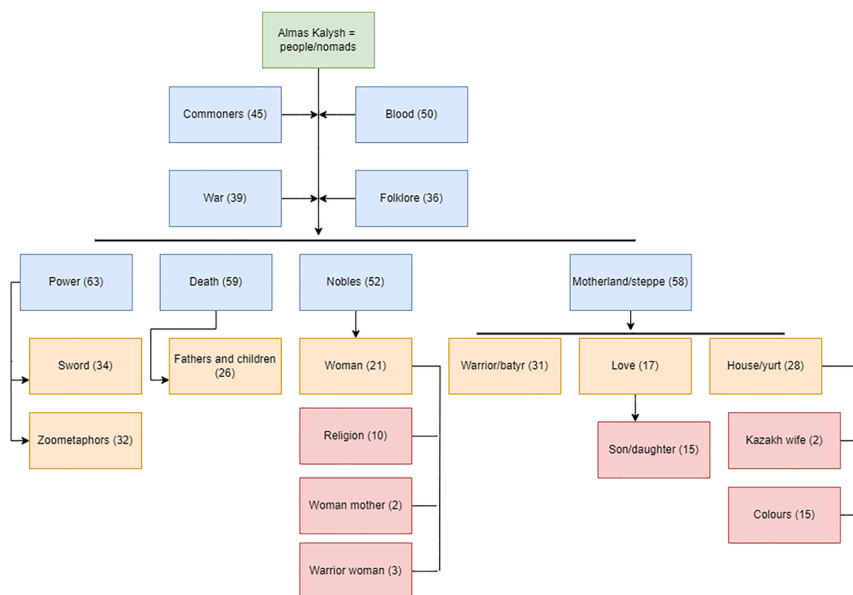 Almas Kalysh =
people/nomads
Commoners (45)
Blood (50)
War (39)
Folklore (36)
Power (63)
Death (59)
Nobles (52)
Motherland/steppe (58)
Sword (34)
Fathers and children
(26)
Woman (21)
Warrior/batyr (31)
Love (17)
House/yurt (28)
Zoometaphors (32)
Religion (10)
Son/daughter (15)
Kazakh wife (2)
Woman mother (2)
Colours (15)
Warrior woman (3)